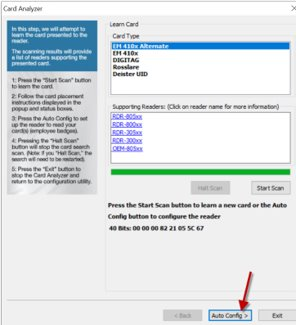 Card Analyzer
In this step, we will attempt to
learn the card presented to the
reader.
The scanning results will provide
a list of readers supporting the
presented card.
1: Press the "Start Scan" button
to learn the card.
2: Follow the card placement
instructions displayed in the
popup and status boxes.
3: Press the Auto Config to set
up the reader to read your
card(s) (employee badges).
4: Pressing the "Halt Scan,"
button will stop the card search
scan. (Note: if you "Halt Scan," the
search will need to be restarted).
5: Press the "Exit" button to
stop the Card Analyzer and
return to the configuration utility.
Learn Card
Card Type
EM 410x Alternate
EM 410x
DIGITAG
Rosslare
Deister UID
Supporting Readers: (Click on reader name for more information)
RDR-805xx
RDR-800xx
RDR-305xx
RDR-300xx
OEM-805xx
Halt Scan
Start Scan
Press the Start Scan button to learn a new card or the Auto
Config button to configure the reader
40 Bits: 00 00 00 82 21 05 5C 67
< Back
Auto Config >
Exit